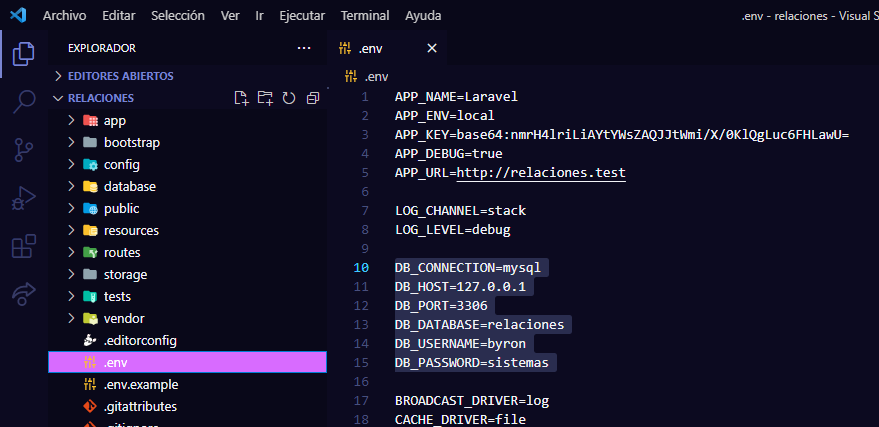 Archivo Editar Selección Ver Ir Ejecutar Terminal Ayuda .env - relaciones - Visual S
EXPLORADOR
EDITORES ABIERTOS
RELACIONES
app
bootstrap
config
database
public
resources
routes
storage
tests
vendor
.editorconfig
.env
.env.example
.gitattributes
.gitignore
.env
.env
1 APP_NAME=Laravel
2 APP_ENV=local
3 APP_KEY=base64:nmrH4lriLiAYtYWsZAQJJtWmi/X/0KlQgLuc6FHLawU=
4 APP_DEBUG=true
5 APP_URL=http://relaciones.test
6
7 LOG_CHANNEL=stack
8 LOG_LEVEL=debug
9
10 DB_CONNECTION=mysql
11 DB_HOST=127.0.0.1
12 DB_PORT=3306
13 DB_DATABASE=relaciones
14 DB_USERNAME=byron
15 DB_PASSWORD=sistemas
16
17 BROADCAST_DRIVER=log
18 CACHE_DRIVER=file